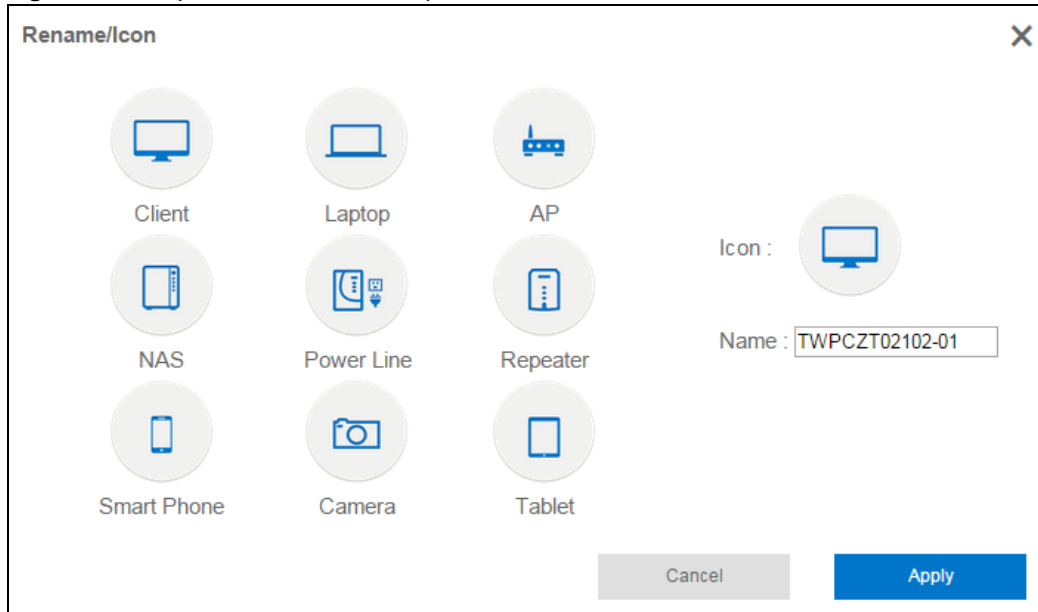 Rename/Icon
Client Laptop AP
NAS Power Line Repeater
Smart Phone Camera Tablet
Icon :
Name : TWPCZT02102-01
Cancel Apply